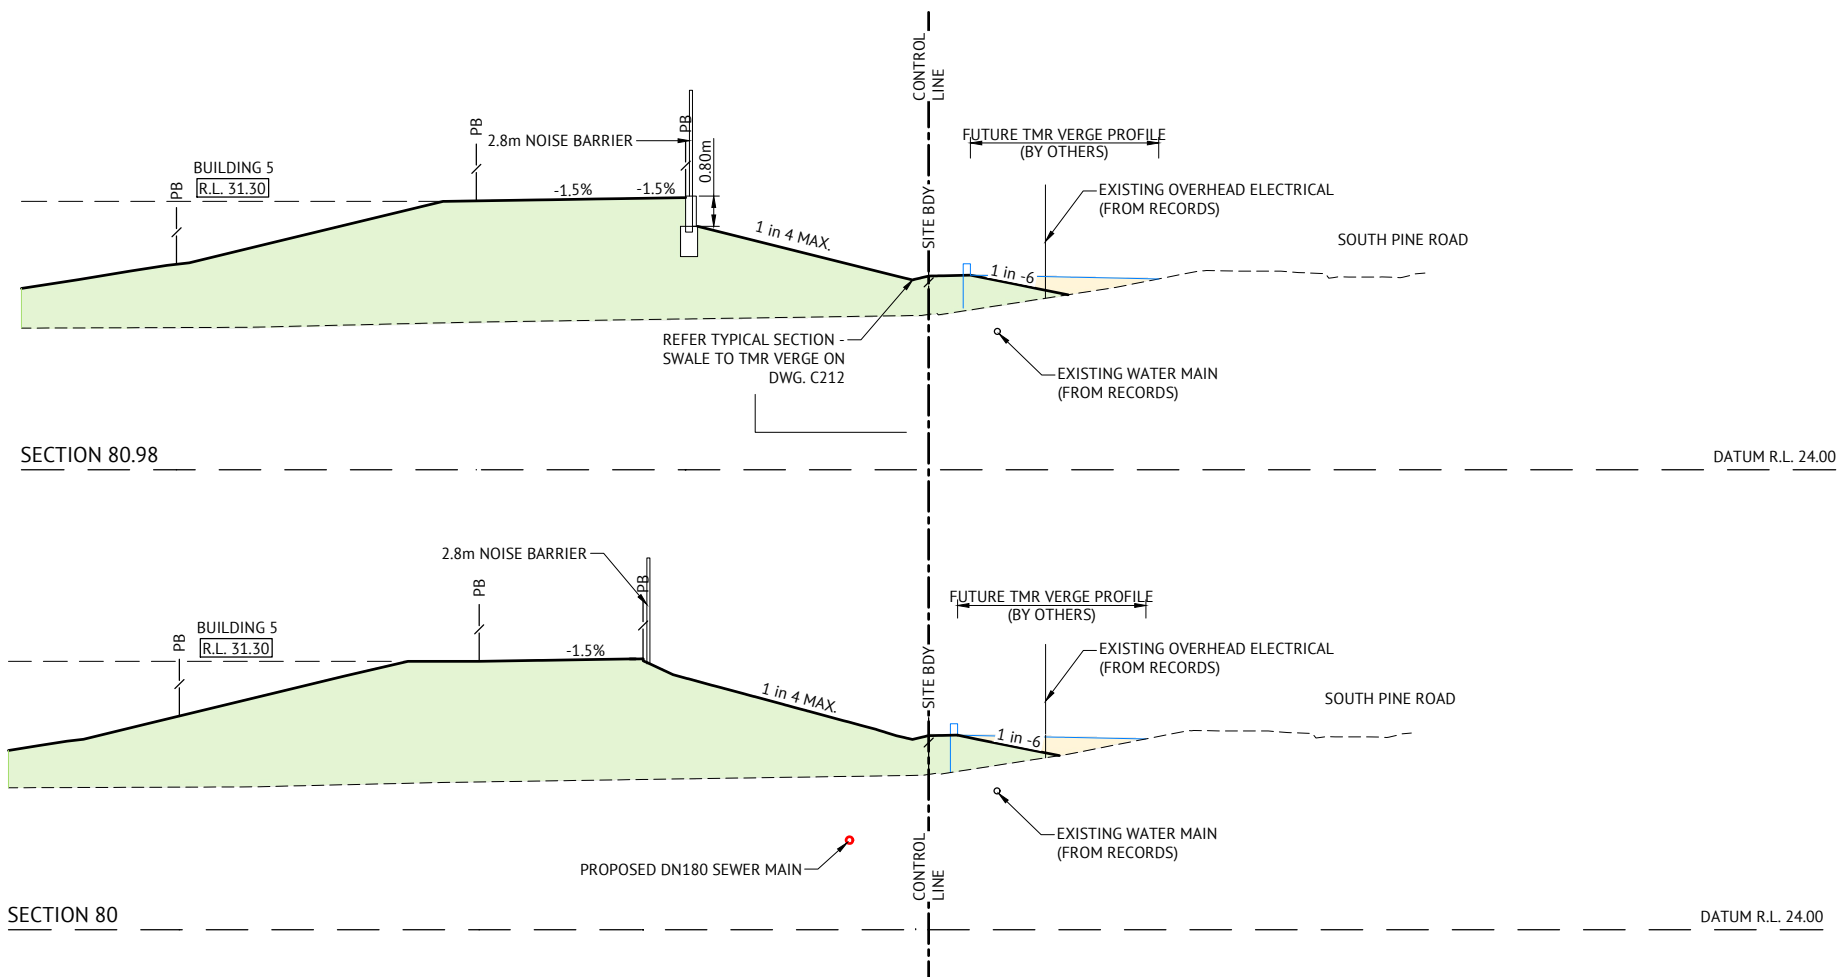 CONTROL
LINE
PB
2.8m NOISE BARRIER
PB
0.80m
FUTURE TMR VERGE PROFILE
(BY OTHERS)
BUILDING 5
R.L. 31.30
PB
-1.5%
-1.5%
EXISTING OVERHEAD ELECTRICAL
(FROM RECORDS)
1 in 4 MAX.
SITE BDY
SOUTH PINE ROAD
1 in -6
REFER TYPICAL SECTION -
SWALE TO TMR VERGE ON
DWG. C212
EXISTING WATER MAIN
(FROM RECORDS)
SECTION 80.98
DATUM R.L. 24.00
2.8m NOISE BARRIER
PB
PB
FUTURE TMR VERGE PROFILE
(BY OTHERS)
BUILDING 5
R.L. 31.30
PB
-1.5%
EXISTING OVERHEAD ELECTRICAL
(FROM RECORDS)
1 in 4 MAX.
SITE BDY
SOUTH PINE ROAD
1 in -6
EXISTING WATER MAIN
(FROM RECORDS)
PROPOSED DN180 SEWER MAIN
CONTROL
LINE
SECTION 80
DATUM R.L. 24.00